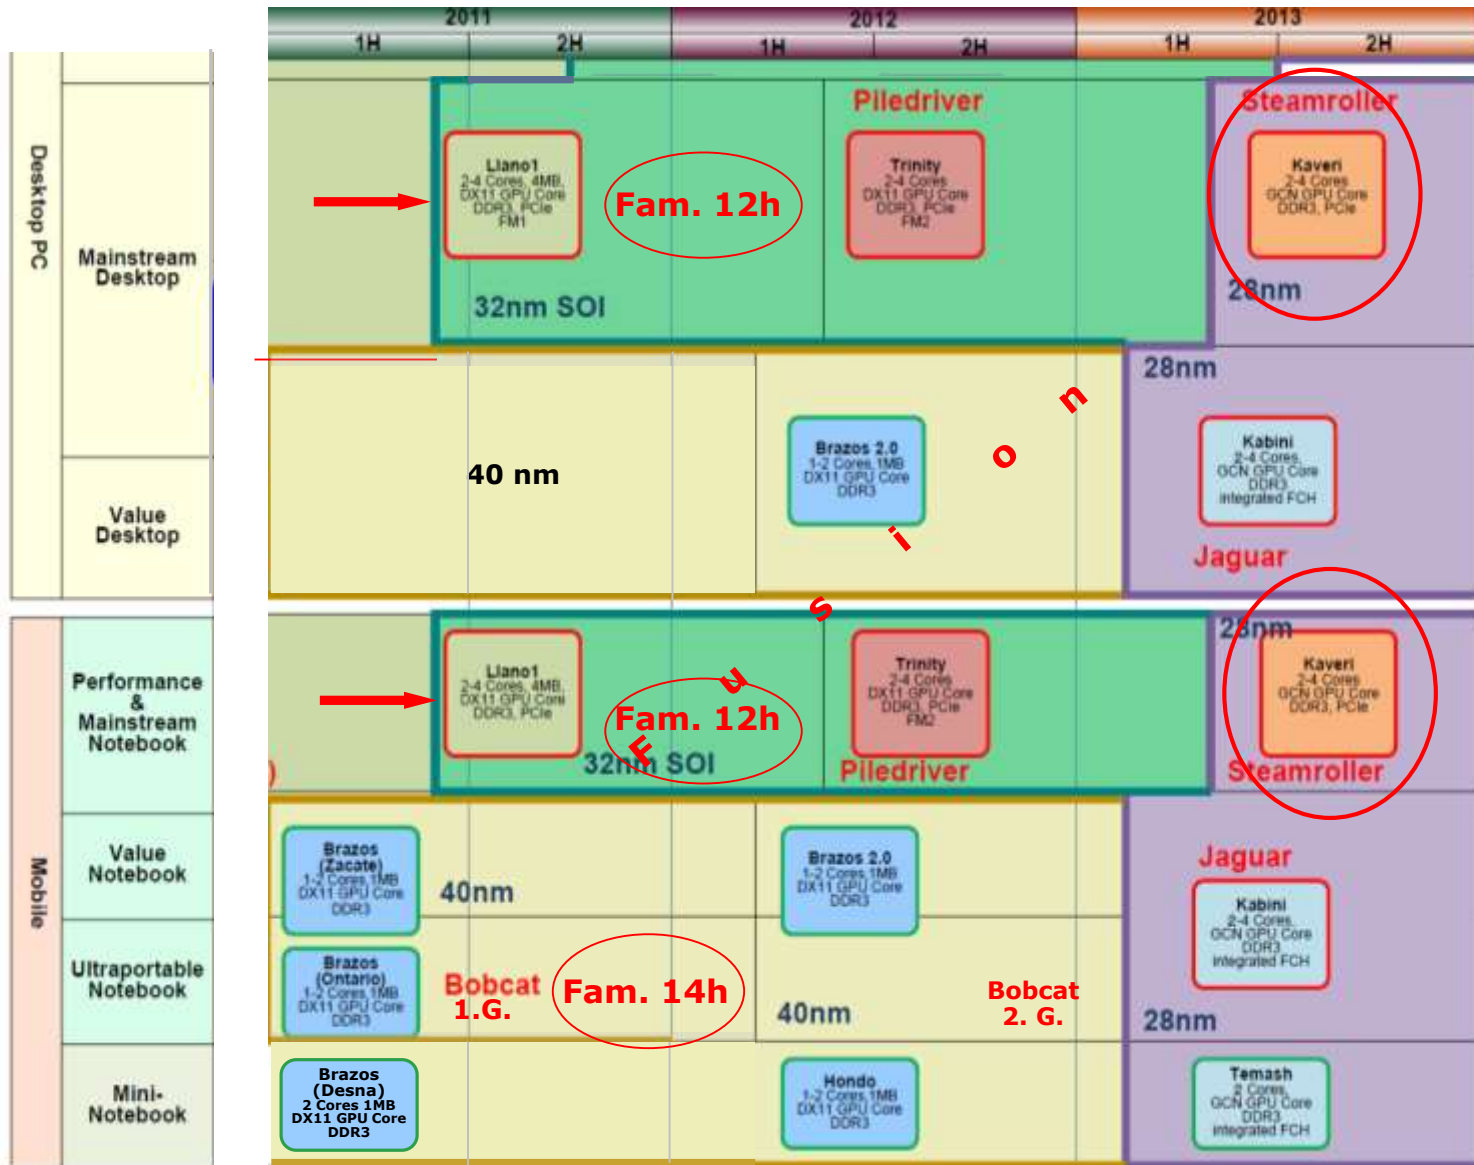 2011
2012
2013
1H
2H
1H
2H
1H
2H
Desktop PC
Mainstream
Desktop
Llano1
2-4 Cores, 4MB,
DX11 GPU Core
DDR3, PCIe
FM1
Fam. 12h
32nm SOI
Piledriver
Trinity
2-4 Cores
DX11 GPU Core
DDR3, PCIe
FM2
Steamroller
Kaveri
2-4 Cores
GCN GPU Core
DDR3, PCIe
28nm
Value
Desktop
40 nm
Brazos 2.0
1-2 Cores, 1MB
DX11 GPU Core
DDR3
28nm
Kabini
2-4 Cores,
GCN GPU Core
DDR3
integrated FCH
Jaguar
Fusion
Mobile
Performance
&
Mainstream
Notebook
)
Llano1
2-4 Cores, 4MB,
DX11 GPU Core
DDR3, PCIe
Fam. 12h
32nm SOI
Trinity
2-4 Cores
DX11 GPU Core
DDR3, PCIe
FM2
Piledriver
28nm
Kaveri
2-4 Cores
GCN GPU Core
DDR3, PCIe
Steamroller
Value
Notebook
Brazos
(Zacate)
1-2 Cores, 1MB
DX11 GPU Core
DDR3
40nm
Brazos 2.0
1-2 Cores, 1MB
DX11 GPU Core
DDR3
Jaguar
Kabini
2-4 Cores,
GCN GPU Core
DDR3
integrated FCH
Ultraportable
Notebook
Brazos
(Ontario)
1-2 Cores, 1MB
DX11 GPU Core
DDR3
Bobcat
1.G.
Fam. 14h
40nm
Bobcat
2. G.
28nm
Mini-
Notebook
Brazos
(Desna)
2 Cores 1MB
DX11 GPU Core
DDR3
Hondo
1-2 Cores, 1MB
DX11 GPU Core
DDR3
Temash
2 Cores,
GCN GPU Core
DDR3
integrated FCH